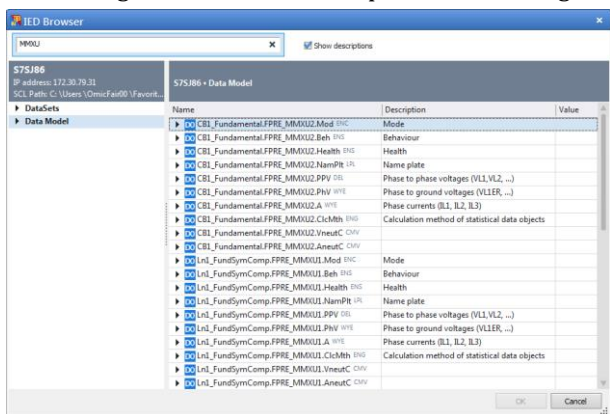 IED Browser
MMXU
Show descriptions
S7SJ86
IP address: 172.30.79.31
SCL Path: C: \Users \OmicFair00 \Favorit...
S7SJ86 • Data Model
DataSets
Data Model
Name Description Value
DO CB1_Fundamental.FPRE_MMXU2.Mod ENC Mode
DO CB1_Fundamental.FPRE_MMXU2.Beh ENS Behaviour
DO CB1_Fundamental.FPRE_MMXU2.Health ENS Health
DO CB1_Fundamental.FPRE_MMXU2.NamPlt LPL Name plate
DO CB1_Fundamental.FPRE_MMXU2.PPV DEL Phase to phase voltages (VL1,VL2, ...)
DO CB1_Fundamental.FPRE_MMXU2.PhV WYE Phase to ground voltages (VL1ER, ...)
DO CB1_Fundamental.FPRE_MMXU2.A WYE Phase currents (IL1, IL2, IL3)
DO CB1_Fundamental.FPRE_MMXU2.ClcMth ENG Calculation method of statistical data objects
DO CB1_Fundamental.FPRE_MMXU2.VneutC CMV
DO CB1_Fundamental.FPRE_MMXU2.AneutC CMV
DO Ln1_FundSymComp.FPRE_MMXU1.Mod ENC Mode
DO Ln1_FundSymComp.FPRE_MMXU1.Beh ENS Behaviour
DO Ln1_FundSymComp.FPRE_MMXU1.Health ENS Health
DO Ln1_FundSymComp.FPRE_MMXU1.NamPlt LPL Name plate
DO Ln1_FundSymComp.FPRE_MMXU1.PPV DEL Phase to phase voltages (VL1,VL2, ...)
DO Ln1_FundSymComp.FPRE_MMXU1.PhV WYE Phase to ground voltages (VL1ER, ...)
DO Ln1_FundSymComp.FPRE_MMXU1.A WYE Phase currents (IL1, IL2, IL3)
DO Ln1_FundSymComp.FPRE_MMXU1.ClcMth ENG Calculation method of statistical data objects
DO Ln1_FundSymComp.FPRE_MMXU1.VneutC CMV
DO Ln1_FundSymComp.FPRE_MMXU1.AneutC CMV
OK Cancel